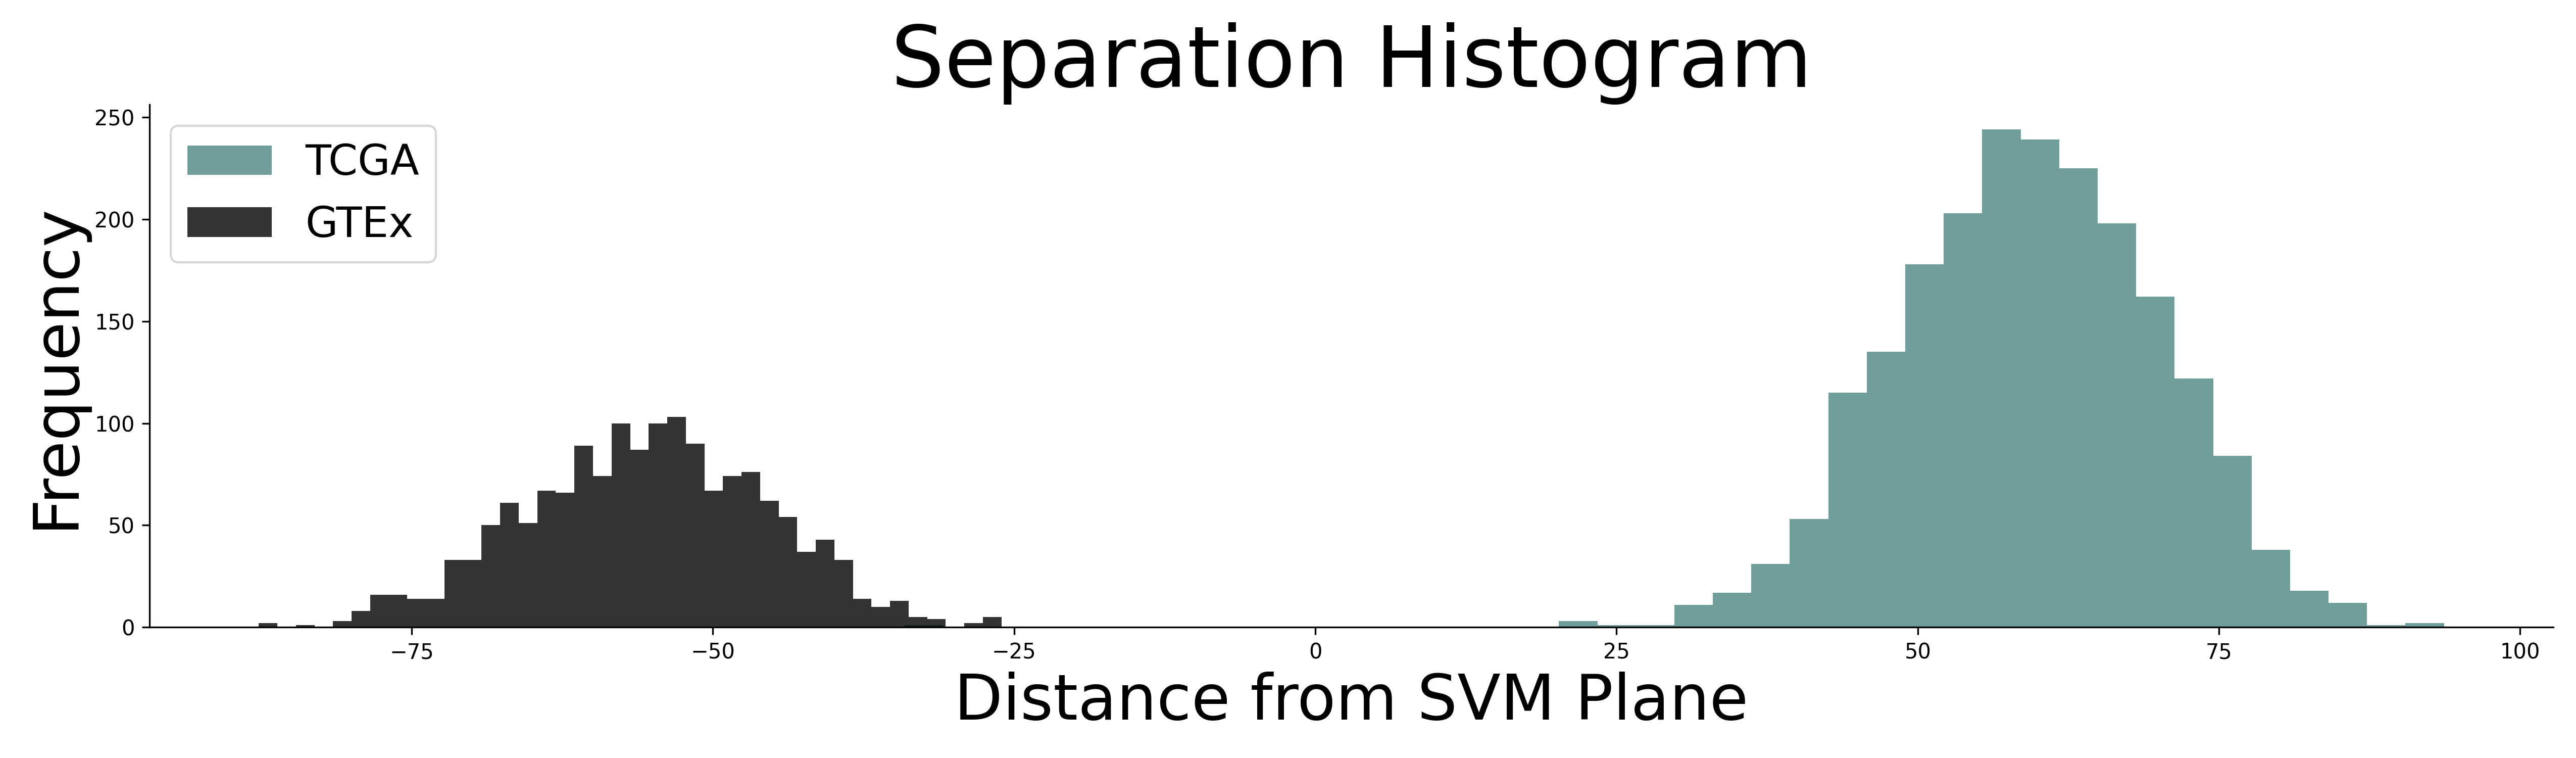 Separation Histogram
TCGA
GTEx
Frequency
250
200
150
100
50
0
−75
−50
−25
0
25
50
75
100
Distance from SVM Plane